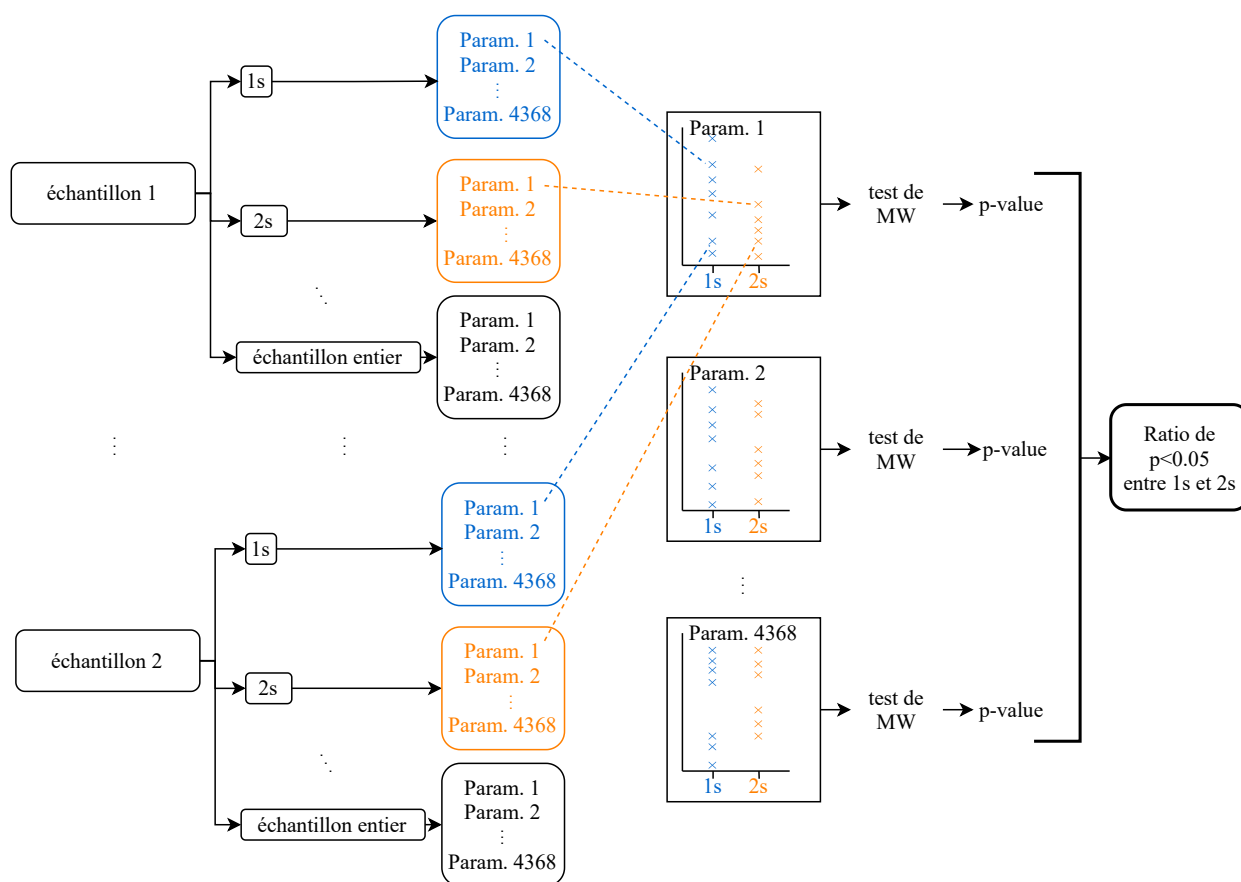 échantillon 1
1s
Param. 1
Param. 2
⋮
Param. 4368
2s
Param. 1
Param. 2
⋮
Param. 4368
⋱
échantillon entier
Param. 1
Param. 2
⋮
Param. 4368
⋮
⋮
⋮
échantillon 2
1s
Param. 1
Param. 2
⋮
Param. 4368
2s
Param. 1
Param. 2
⋮
Param. 4368
⋱
échantillon entier
Param. 1
Param. 2
⋮
Param. 4368
Param. 1
1s 2s
test de
MW
p-value
Param. 2
1s 2s
test de
MW
p-value
⋮
Param. 4368
1s 2s
test de
MW
p-value
Ratio de
p<0.05
entre 1s et 2s